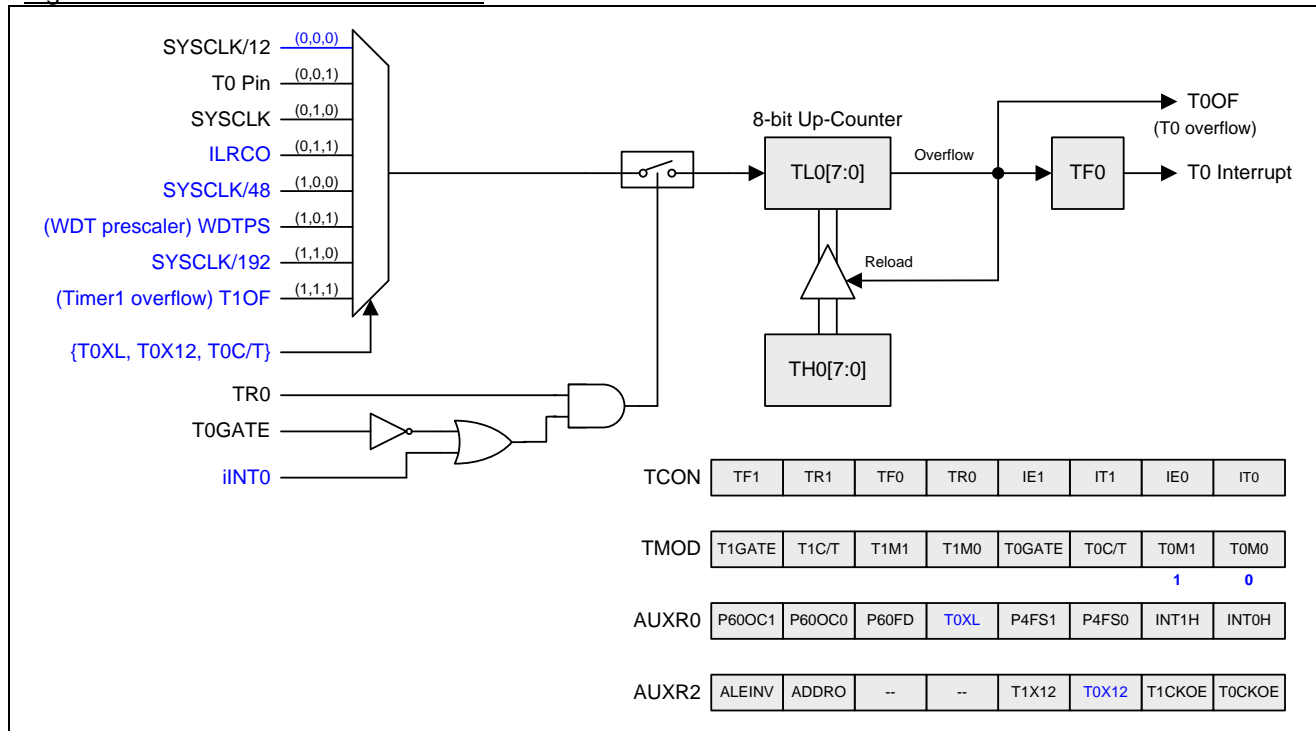 SYSCLK/12 (0,0,0)
T0 Pin (0,0,1)
SYSCLK (0,1,0)
ILRCO (0,1,1)
SYSCLK/48 (1,0,0)
(WDT prescaler) WDTPS (1,0,1)
SYSCLK/192 (1,1,0)
(Timer1 overflow) T1OF (1,1,1)
{T0XL, T0X12, T0C/T}
TR0
T0GATE
iINT0
8-bit Up-Counter
TL0[7:0]
Overflow
TF0
T0OF
(T0 overflow)
T0 Interrupt
Reload
TH0[7:0]
TCON TF1 TR1 TF0 TR0 IE1 IT1 IE0 IT0
TMOD T1GATE T1C/T T1M1 T1M0 T0GATE T0C/T T0M1 T0M0
1 0
AUXR0 P60OC1 P60OC0 P60FD T0XL P4FS1 P4FS0 INT1H INT0H
AUXR2 ALEINV ADDRO -- -- T1X12 T0X12 T1CKOE T0CKOE